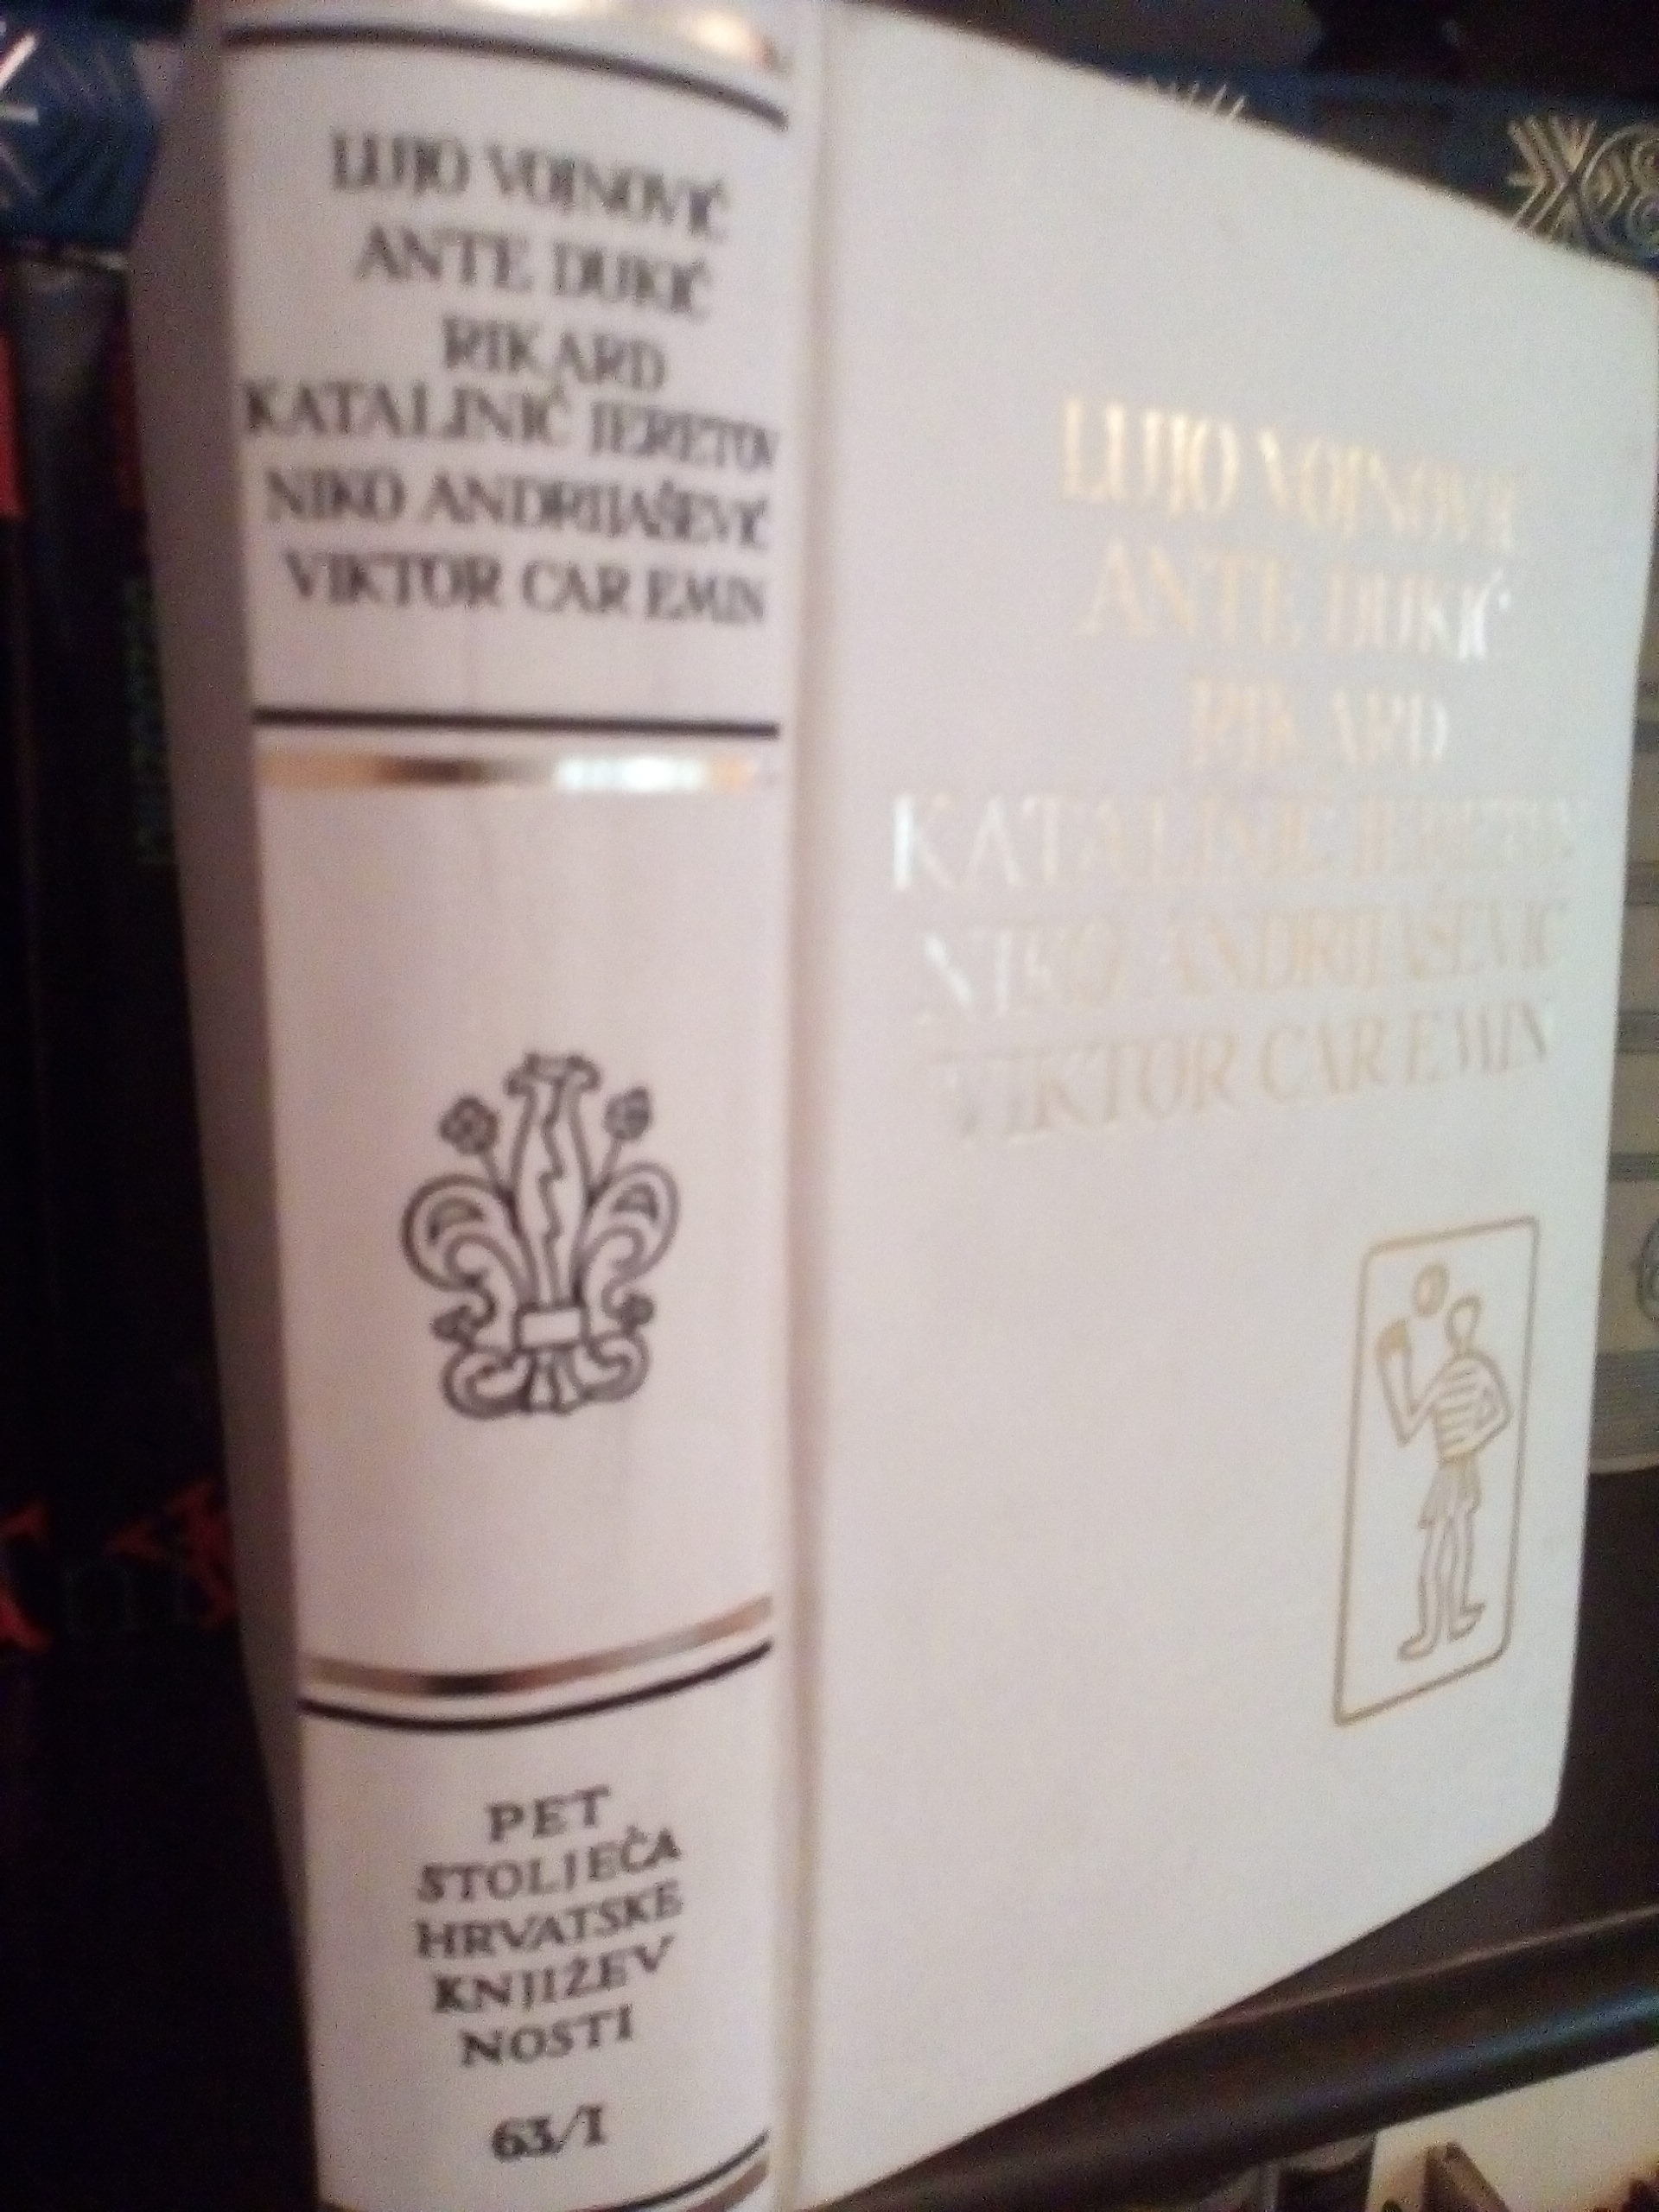 LUJO VOJNOVIĆ
ANTE DUKIĆ
RIKARD
KATALINIĆ JERETOV
NIKO ANDRIJAŠEVIĆ
VIKTOR CAR EMIN
PET
STOLJEĆA
HRVATSKE
KNJIŽEV
NOSTI
63/I
LUJO VOJNOVIĆ
ANTE DUKIĆ
RIKARD
KATALINIĆ JERETOV
NIKO ANDRIJAŠEVIĆ
VIKTOR CAR EMIN